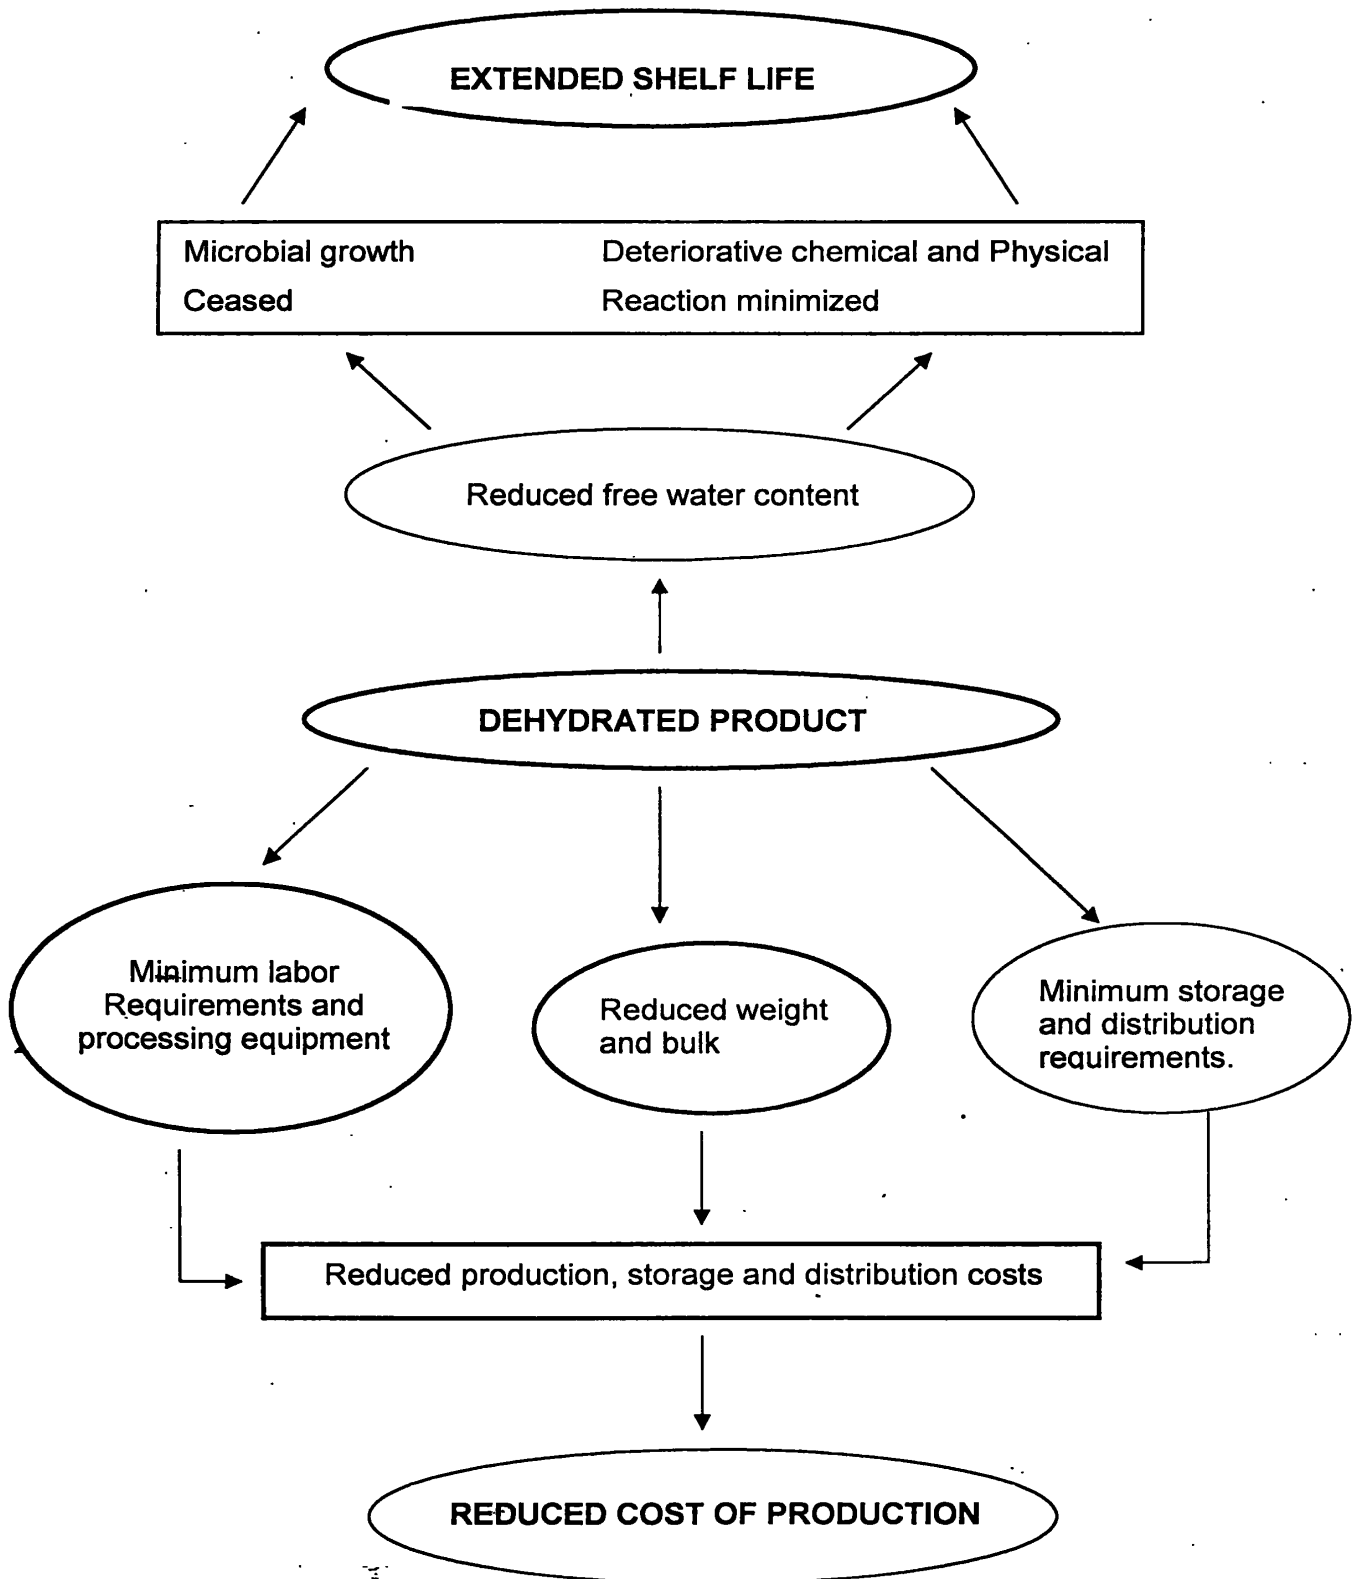 EXTENDED SHELF LIFE
Microbial growth
Ceased
Deteriorative chemical and Physical
Reaction minimized
Reduced free water content
DEHYDRATED PRODUCT
Minimum labor
Requirements and
processing equipment
Reduced weight
and bulk
Minimum storage
and distribution
requirements.
Reduced production, storage and distribution costs
REDUCED COST OF PRODUCTION